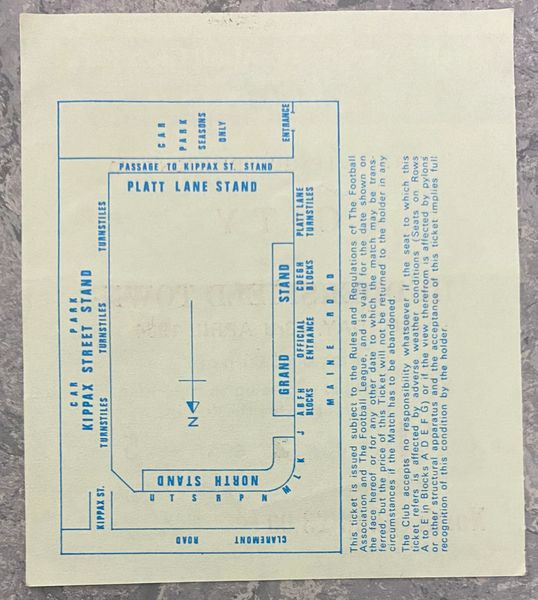 CAR
PARK
SEASONS
ONLY
ENTRANCE
PASSAGE TO KIPPAX ST. STAND
PLATT LANE STAND
CAR PARK
KIPPAX STREET STAND
TURNSTILES
TURNSTILES
TURNSTILES
PLATT LANE
TURNSTILES
GRAND STAND
CDEGH
BLOCKS
OFFICIAL
ENTRANCE
ABFH
BLOCKS
MAINE ROAD
N
NORTH STAND
U T S R P N M L K J
KIPPAX ST.
CLAREMONT
ROAD
This ticket is issued subject to the Rules and Regulations of The Football
Association and The Football League, and is valid for the date shown on
the face hereof or for any other date to which the match may be trans-
ferred, but the price of this Ticket will not be returned to the holder in any
circumstances if the Match has to be abandoned.
The Club accepts no responsibility whatsoever if the seat to which this
ticket refers is affected by adverse weather conditions (Seats on Rows
A to E in Blocks A D E F G) or if the view therefrom is affected by pylons
or other structural apparatus and the acceptance of this ticket implies full
recognition of this condition by the holder.